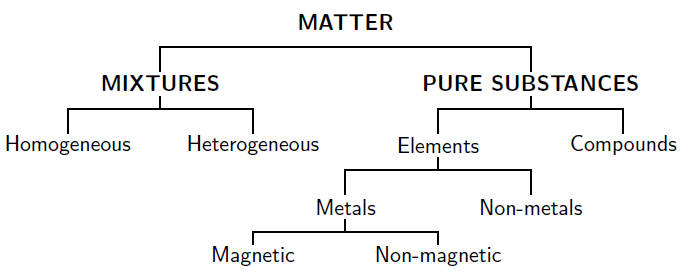 MATTER
MIXTURES
PURE SUBSTANCES
Homogeneous
Heterogeneous
Elements
Compounds
Metals
Non-metals
Magnetic
Non-magnetic